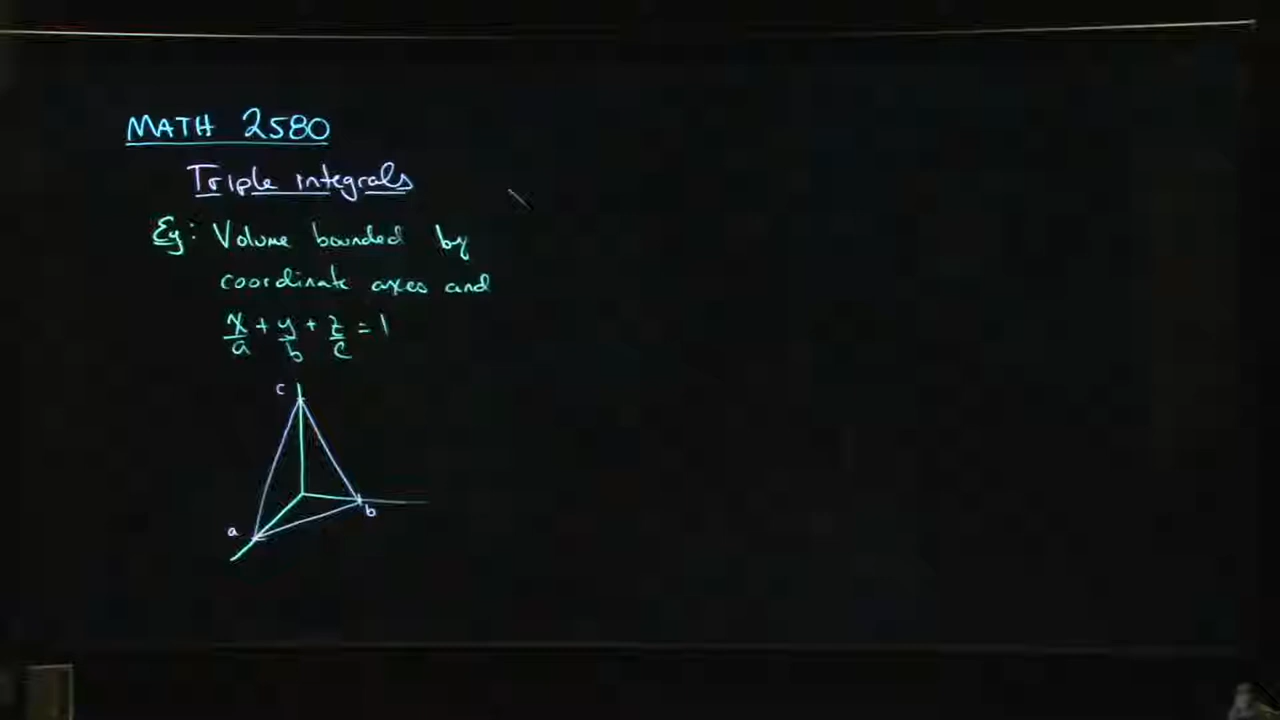 MATH 2580
Triple integrals
Eg: Volume bounded by
coordinate axes and
x/a + y/b + z/c = 1
c
a
b